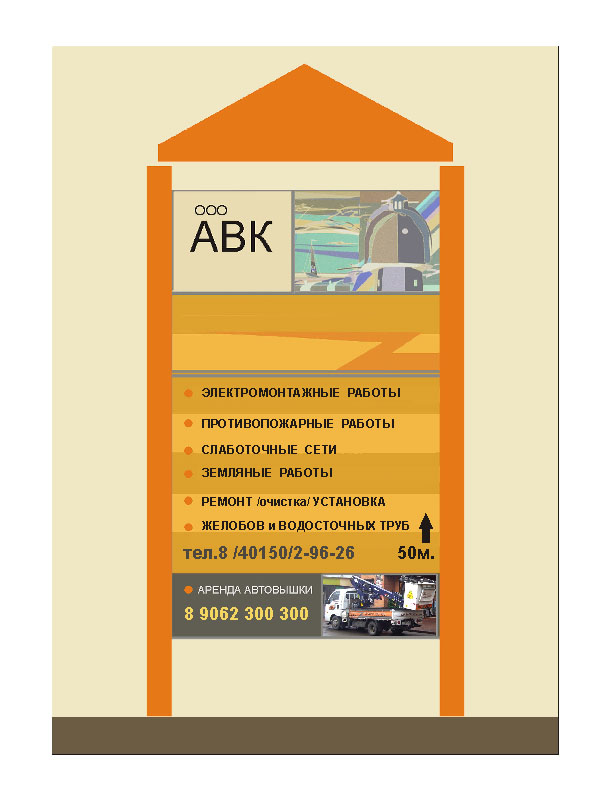 ООО
АВК
ЭЛЕКТРОМОНТАЖНЫЕ РАБОТЫ
ПРОТИВОПОЖАРНЫЕ РАБОТЫ
СЛАБОТОЧНЫЕ СЕТИ
ЗЕМЛЯНЫЕ РАБОТЫ
РЕМОНТ /очистка/ УСТАНОВКА
ЖЕЛОБОВ и ВОДОСТОЧНЫХ ТРУБ
тел.8 /40150/2-96-26 50м.
АРЕНДА АВТОВЫШКИ
8 9062 300 300